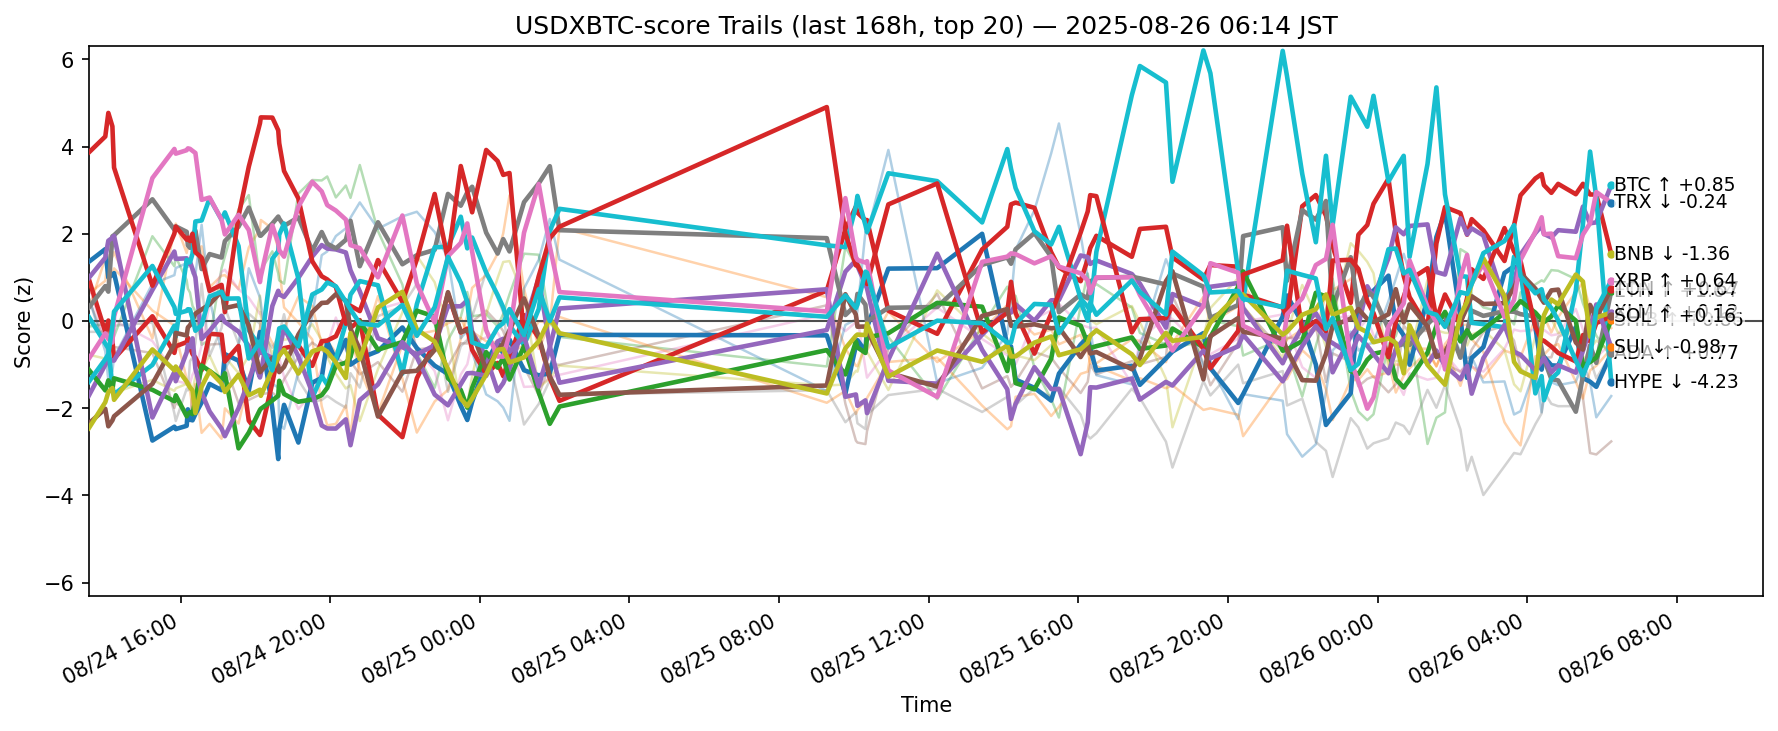 USDXBTC-score Trails (last 168h, top 20) — 2025-08-26 06:14 JST
Score (z)
6
4
2
0
−2
−4
−6
BTC ↑ +0.85
TRX ↓ -0.24
BNB ↓ -1.36
XRP ↑ +0.64
SOL ↑ +0.16
SUI ↓ -0.98
ADA ↑ +0.77
HYPE ↓ -4.23
08/24 16:00
08/24 20:00
08/25 00:00
08/25 04:00
08/25 08:00
08/25 12:00
08/25 16:00
08/25 20:00
08/26 00:00
08/26 04:00
08/26 08:00
Time